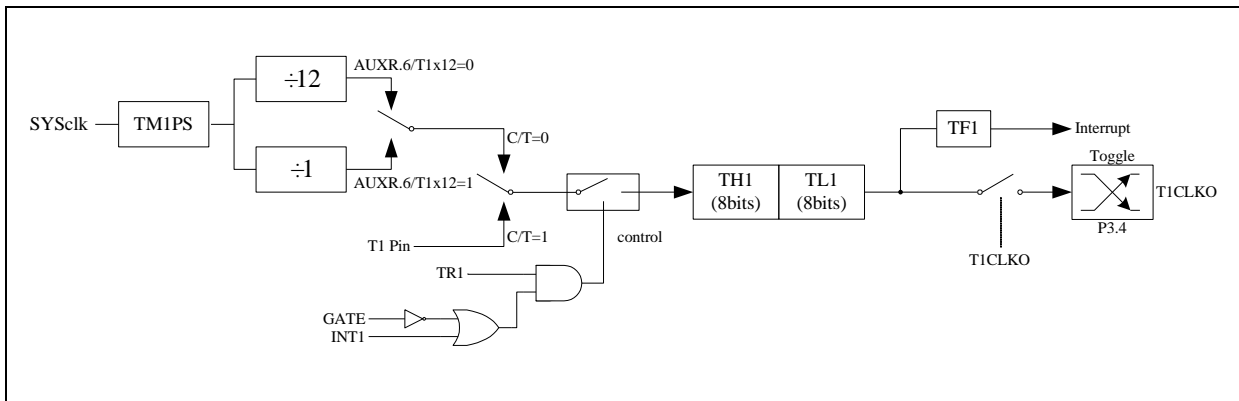 SYSclk
TM1PS
÷12
AUXR.6/T1x12=0
÷1
AUXR.6/T1x12=1
C/T=0
C/T=1
T1 Pin
TR1
GATE
INT1
control
TH1
(8bits)
TL1
(8bits)
TF1
Interrupt
Toggle
T1CLKO
P3.4
T1CLKO